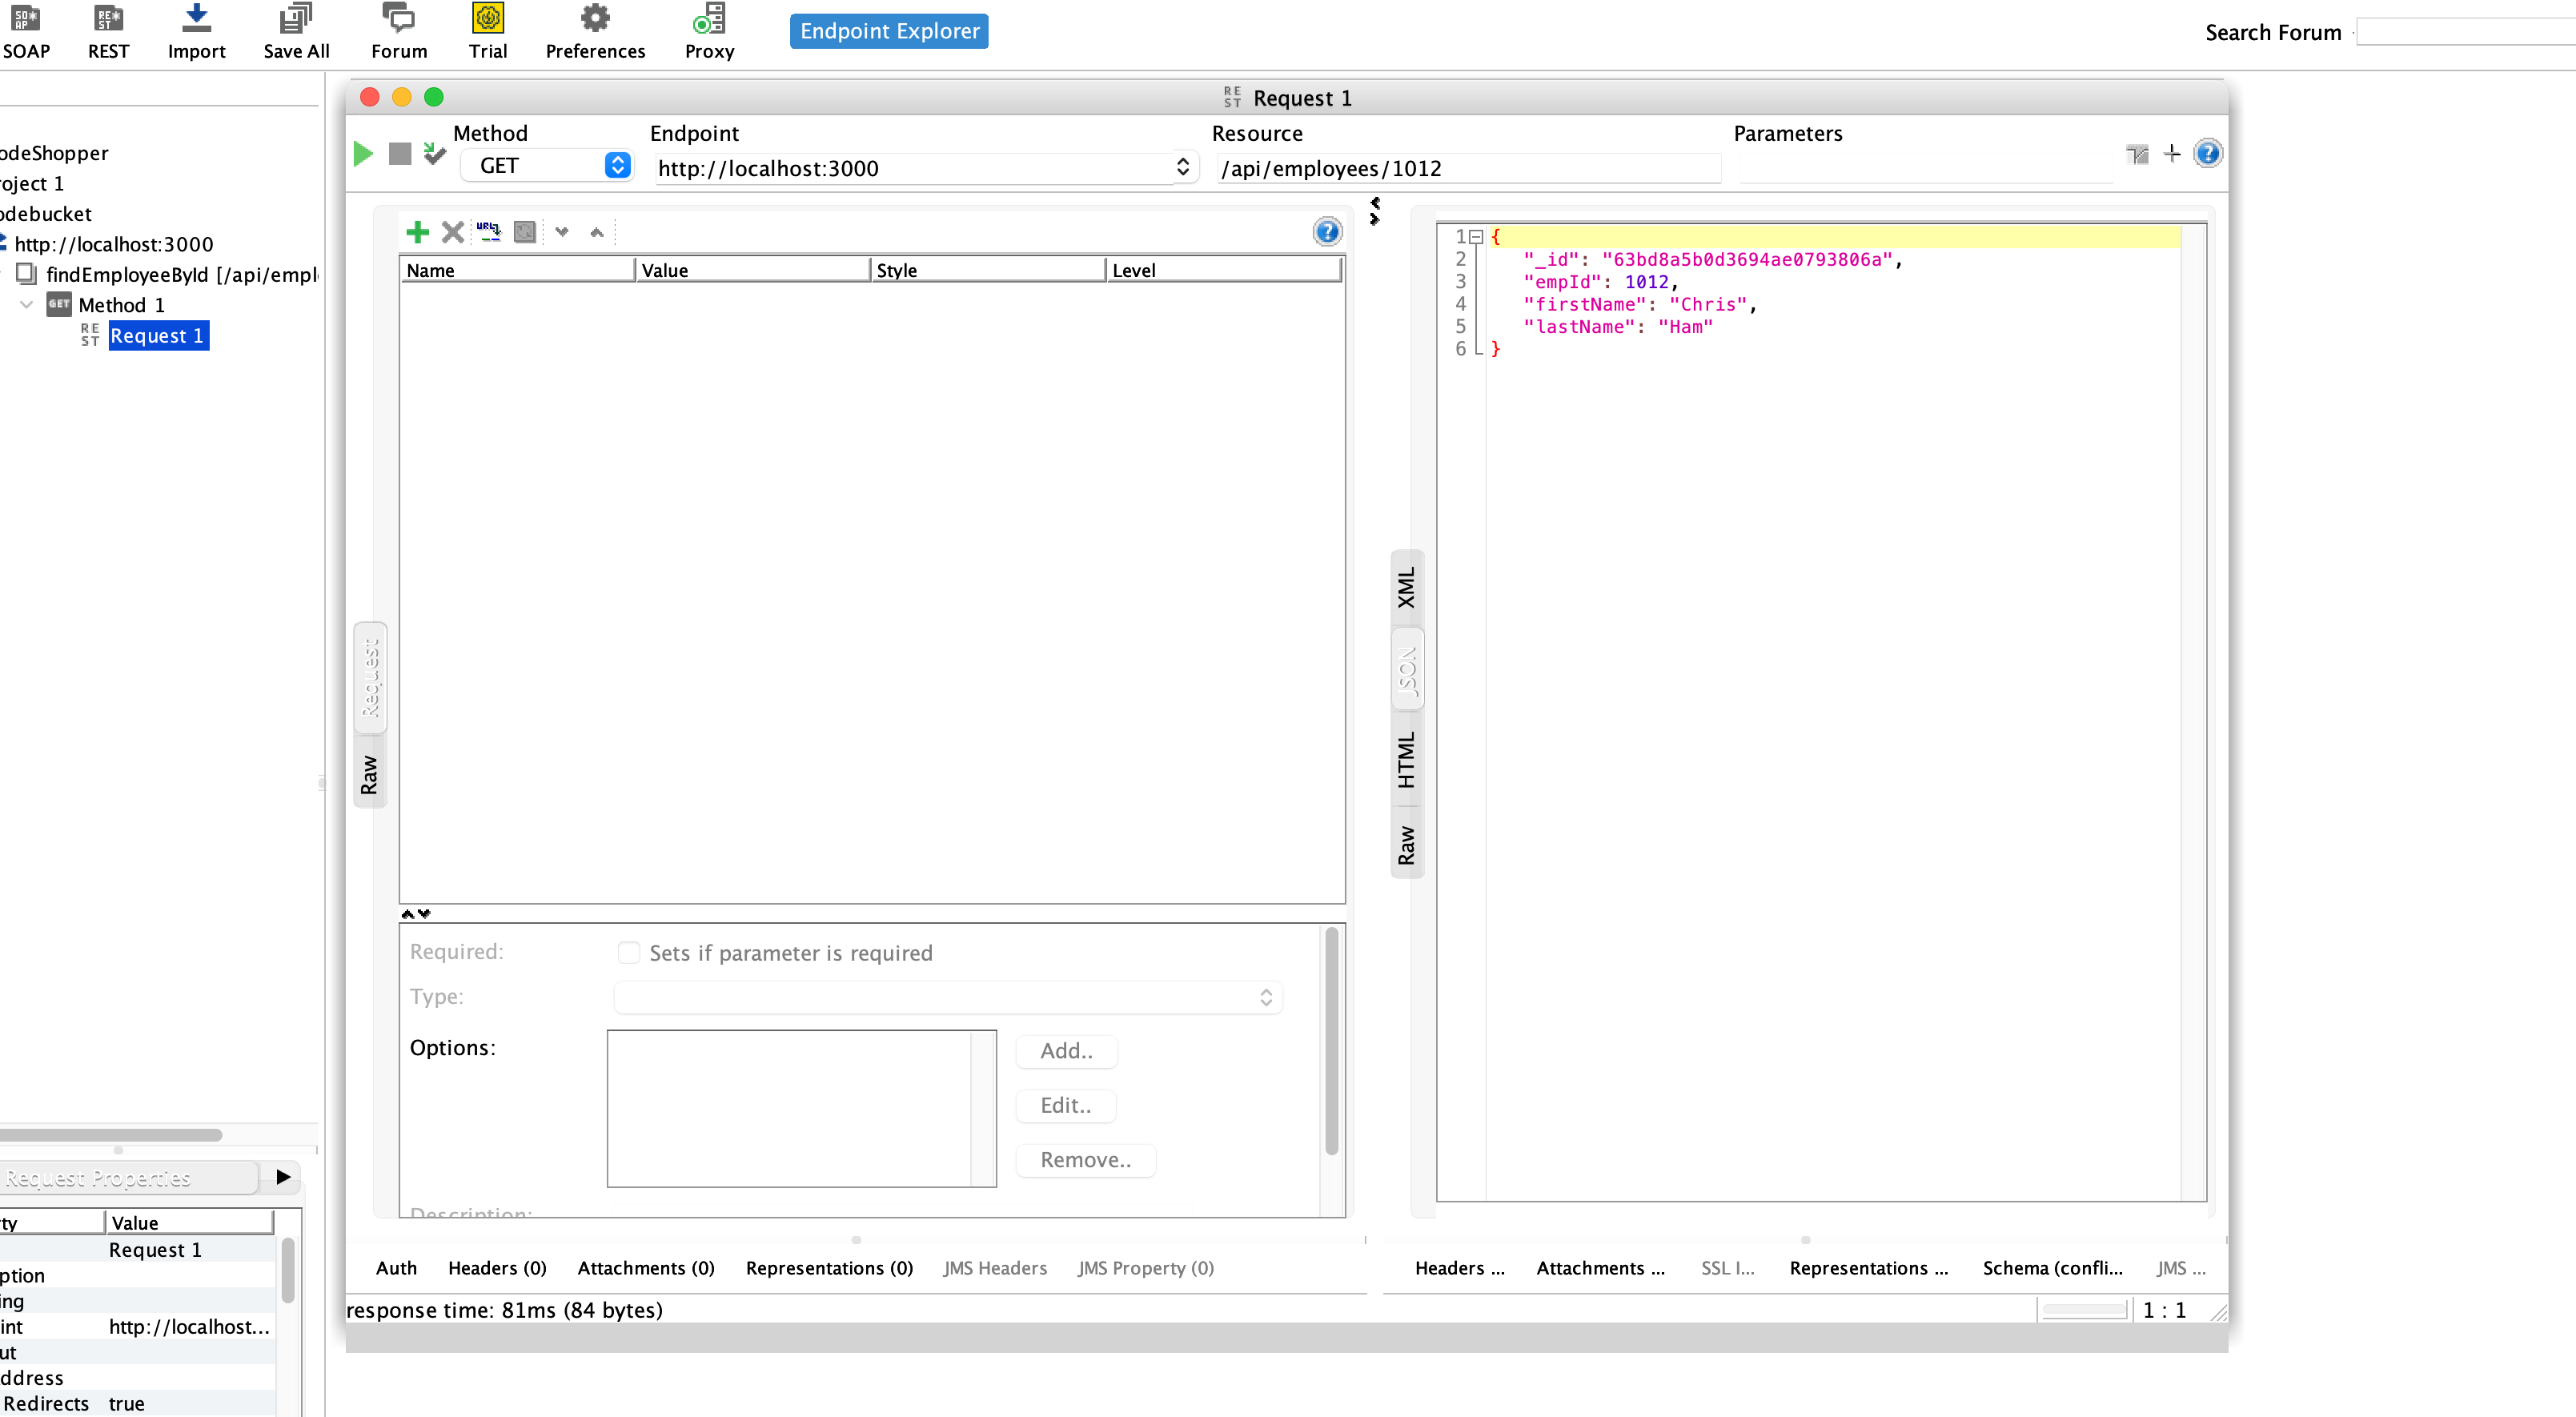 SOAP REST Import Save All Forum Trial Preferences Proxy
Endpoint Explorer
Search Forum
odeShopper
roject 1
odebucket
http://localhost:3000
findEmployeeById [/api/empl
GET Method 1
REST Request 1
REST Request 1
Method Endpoint Resource Parameters
GET http://localhost:3000 /api/employees/1012
Name Value Style Level
Request
Raw
Required: Sets if parameter is required
Type:
Options:
Add..
Edit..
Remove..
Description:
XML
JSON
HTML
Raw
1 {
2 "_id": "63bd8a5b0d3694ae0793806a",
3 "empId": 1012,
4 "firstName": "Chris",
5 "lastName": "Ham"
6 }
Auth Headers (0) Attachments (0) Representations (0) JMS Headers JMS Property (0)
Headers ... Attachments ... SSL I... Representations ... Schema (confli... JMS ...
response time: 81ms (84 bytes)
1 : 1
Request Properties
ty Value
Request 1
ption
ing
int http://localhost...
ut
ddress
Redirects true